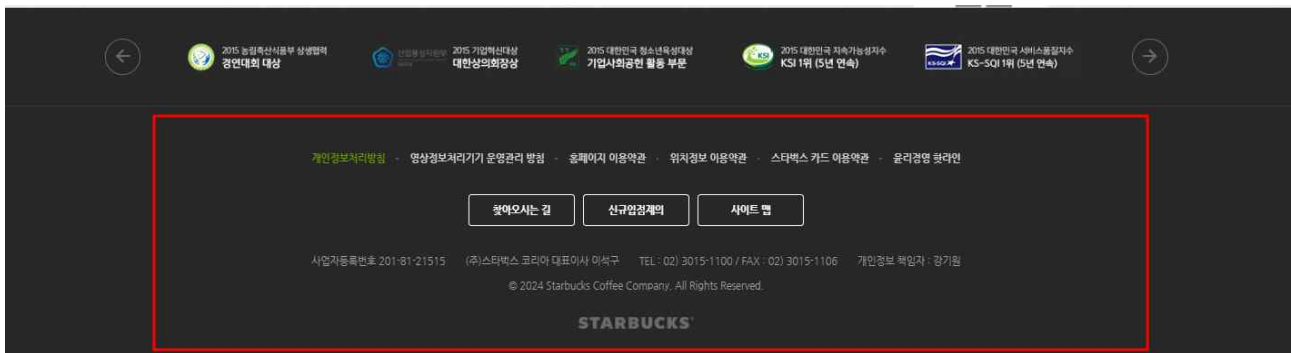 2015 농림축산식품부 상생협력
경연대회 대상
산업통상자원부
2015 기업혁신대상
대한상의회장상
2015 대한민국 청소년육성대상
기업사회공헌 활동 부문
KSI
2015 대한민국 지속가능성지수
KSI 1위 (5년 연속)
KS-SQI
2015 대한민국 서비스품질지수
KS-SQI 1위 (5년 연속)
개인정보처리방침 · 영상정보처리기기 운영관리 방침 · 홈페이지 이용약관 · 위치정보 이용약관 · 스타벅스 카드 이용약관 · 윤리경영 핫라인
찾아오시는 길 신규입점제의 사이트 맵
사업자등록번호 201-81-21515 (주)스타벅스 코리아 대표이사 이석구 TEL : 02) 3015-1100 / FAX : 02) 3015-1106 개인정보 책임자 : 강기원
© 2024 Starbucks Coffee Company. All Rights Reserved.
STARBUCKS